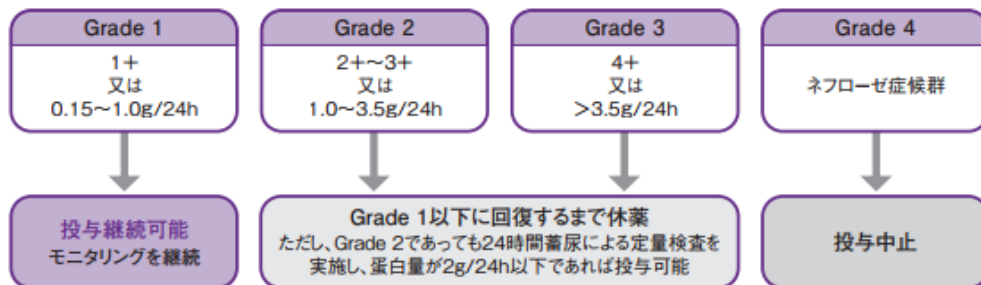 Grade 1
1+
又は
0.15～1.0g/24h
Grade 2
2+～3+
又は
1.0～3.5g/24h
Grade 3
4+
又は
>3.5g/24h
Grade 4
ネフローゼ症候群
投与継続可能
モニタリングを継続
Grade 1以下に回復するまで休薬
ただし、Grade 2であっても24時間蓄尿による定量検査を
実施し、蛋白量が2g/24h以下であれば投与可能
投与中止